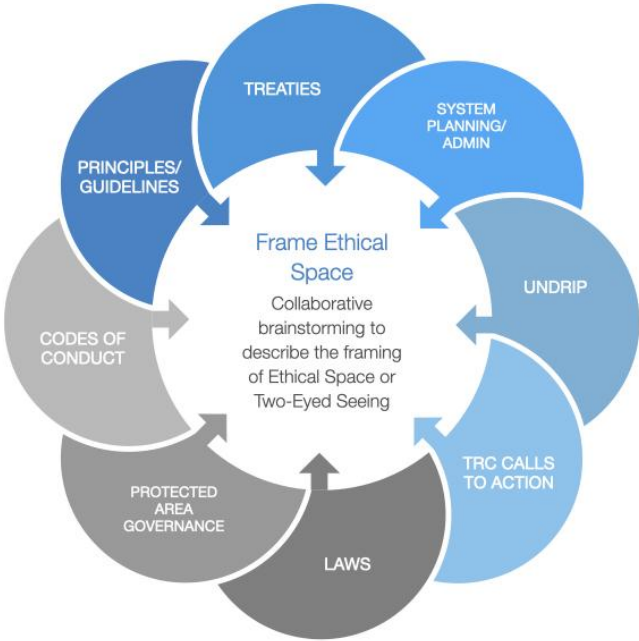 TREATIES
SYSTEM
PLANNING/
ADMIN
UNDRIP
TRC CALLS
TO ACTION
LAWS
PROTECTED
AREA
GOVERNANCE
CODES OF
CONDUCT
PRINCIPLES/
GUIDELINES
Frame Ethical
Space
Collaborative
brainstorming to
describe the framing
of Ethical Space or
Two-Eyed Seeing